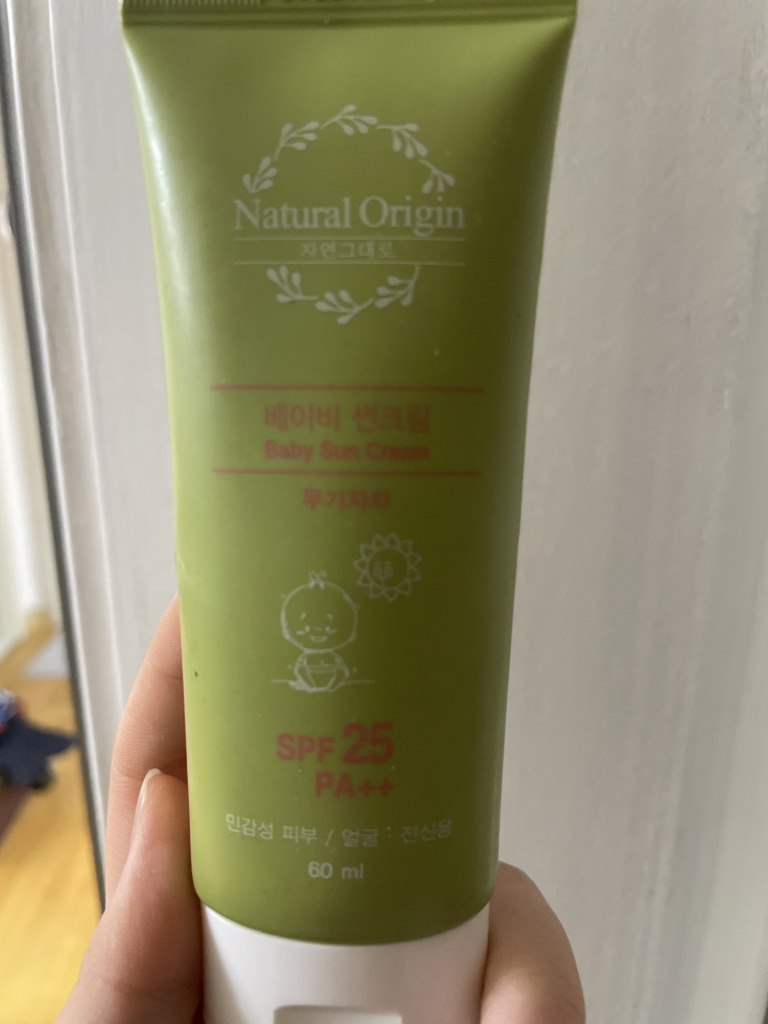 Natural Origin
자연그대로
베이비 썬크림
Baby Sun Cream
무기자차
SPF 25
PA++
민감성 피부 / 얼굴 · 전신용
60 ml